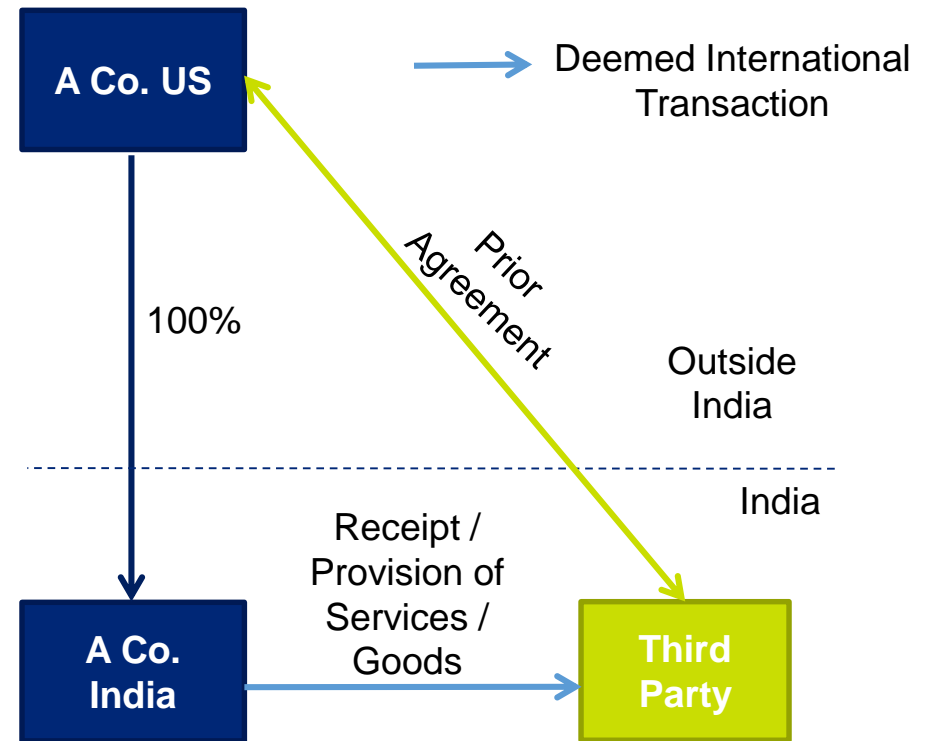 A Co. US
Deemed International
Transaction
Prior
Agreement
100%
Outside
India
India
Receipt /
Provision of
Services /
Goods
A Co.
India
Third
Party